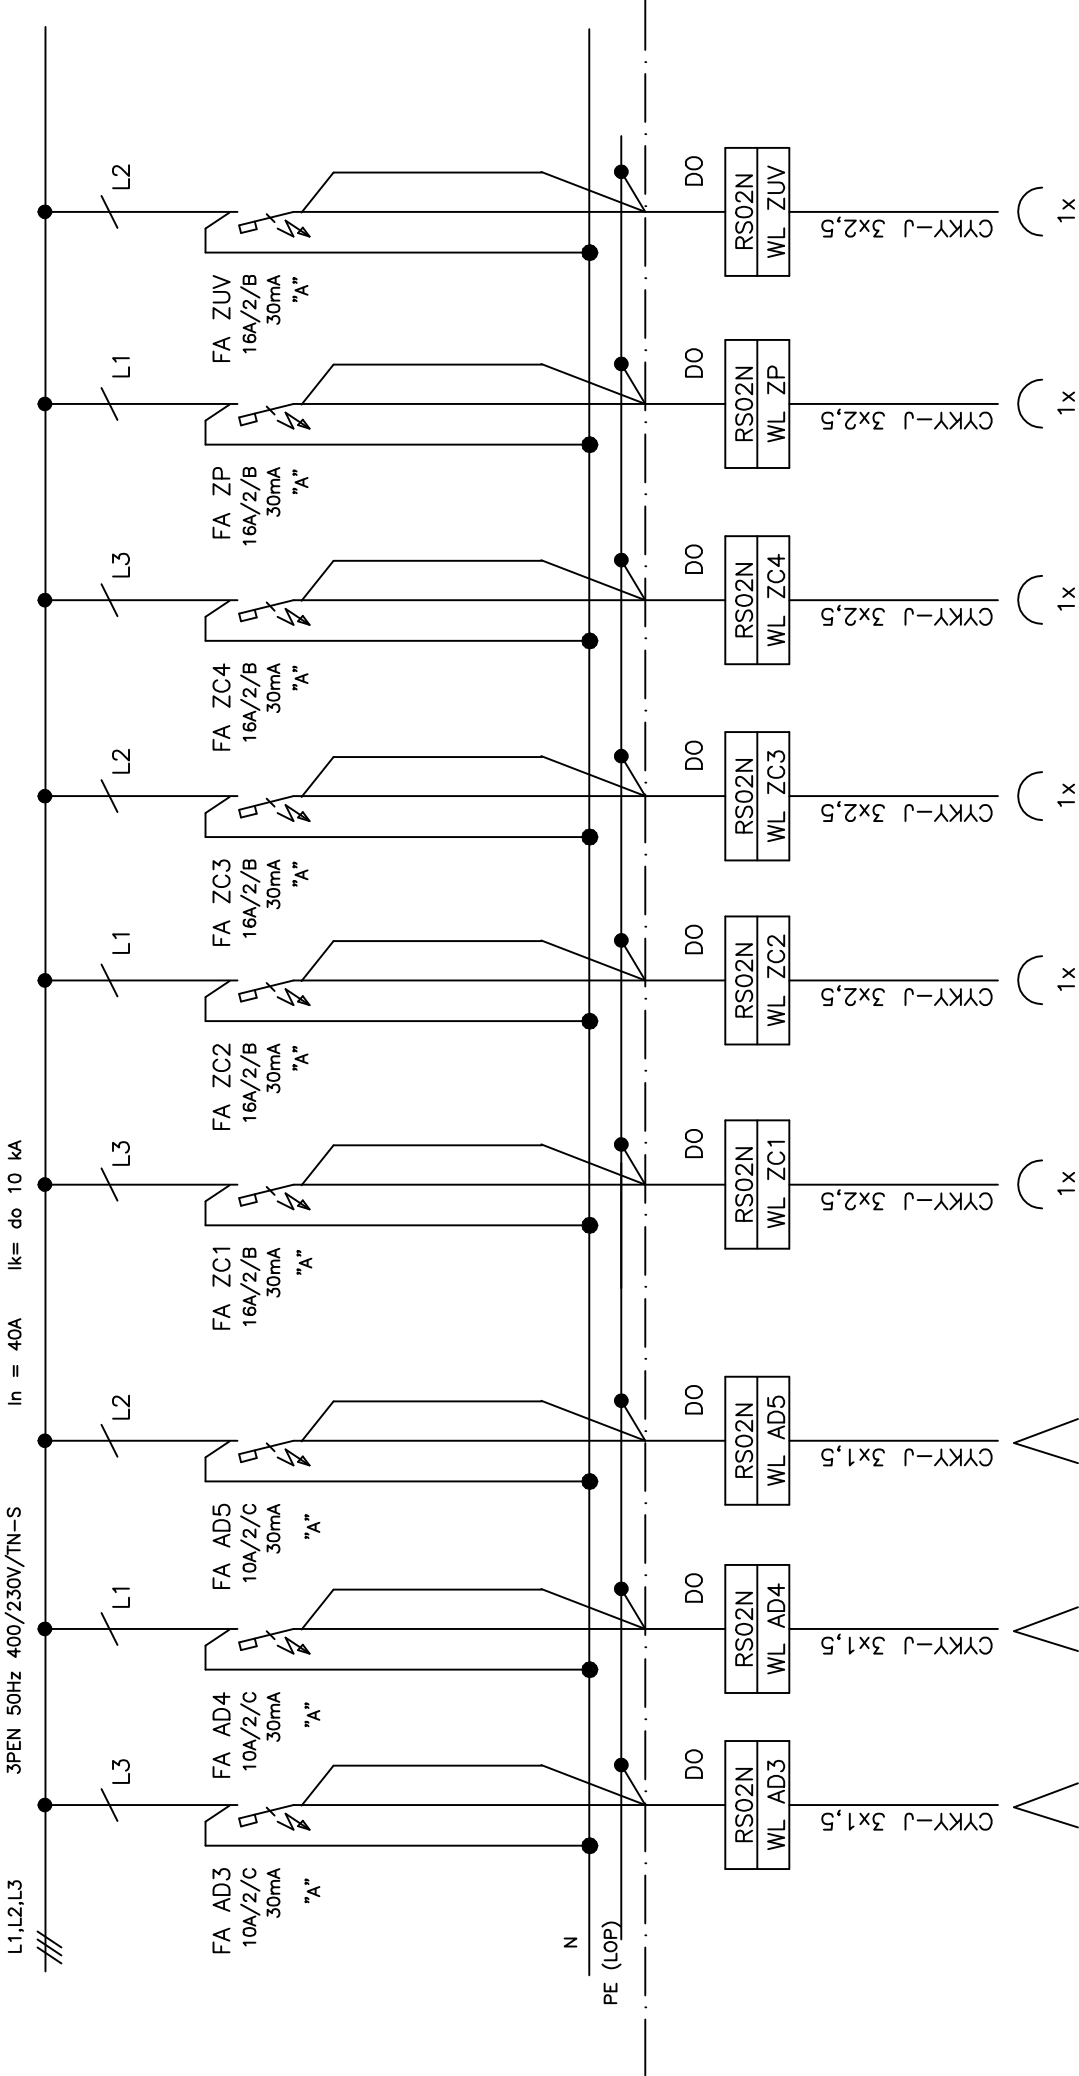 L1,L2,L3
3PEN 50Hz 400/230V/TN-S
In = 40A
Ik= do 10 kA
L3
L1
L2
L3
L1
L2
L3
L1
L2
FA AD3
10A/2/C
30mA
"A"
FA AD4
10A/2/C
30mA
"A"
FA AD5
10A/2/C
30mA
"A"
FA ZC1
16A/2/B
30mA
"A"
FA ZC2
16A/2/B
30mA
"A"
FA ZC3
16A/2/B
30mA
"A"
FA ZC4
16A/2/B
30mA
"A"
FA ZP
16A/2/B
30mA
"A"
FA ZUV
16A/2/B
30mA
"A"
N
PE (LOP)
DO
DO
DO
DO
DO
DO
DO
DO
DO
RS02N
WL AD3
RS02N
WL AD4
RS02N
WL AD5
RS02N
WL ZC1
RS02N
WL ZC2
RS02N
WL ZC3
RS02N
WL ZC4
RS02N
WL ZP
RS02N
WL ZUV
CYKY-J 3x1,5
CYKY-J 3x1,5
CYKY-J 3x1,5
CYKY-J 3x2,5
CYKY-J 3x2,5
CYKY-J 3x2,5
CYKY-J 3x2,5
CYKY-J 3x2,5
CYKY-J 3x2,5
1x
1x
1x
1x
1x
1x